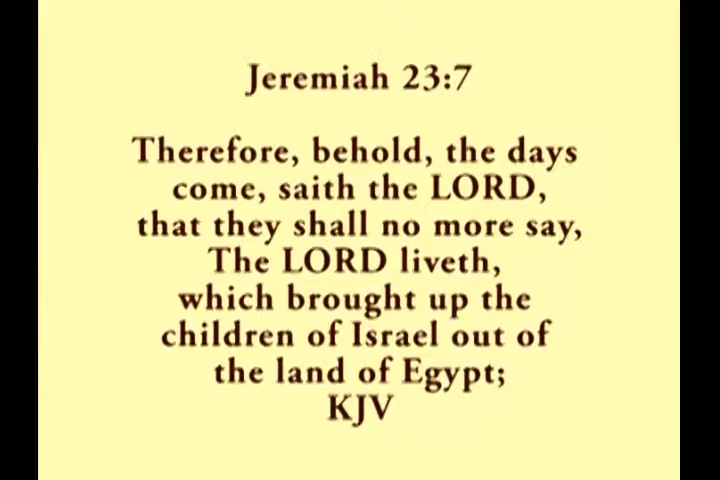 Jeremiah 23:7
Therefore, behold, the days
come, saith the LORD,
that they shall no more say,
The LORD liveth,
which brought up the
children of Israel out of
the land of Egypt;
KJV